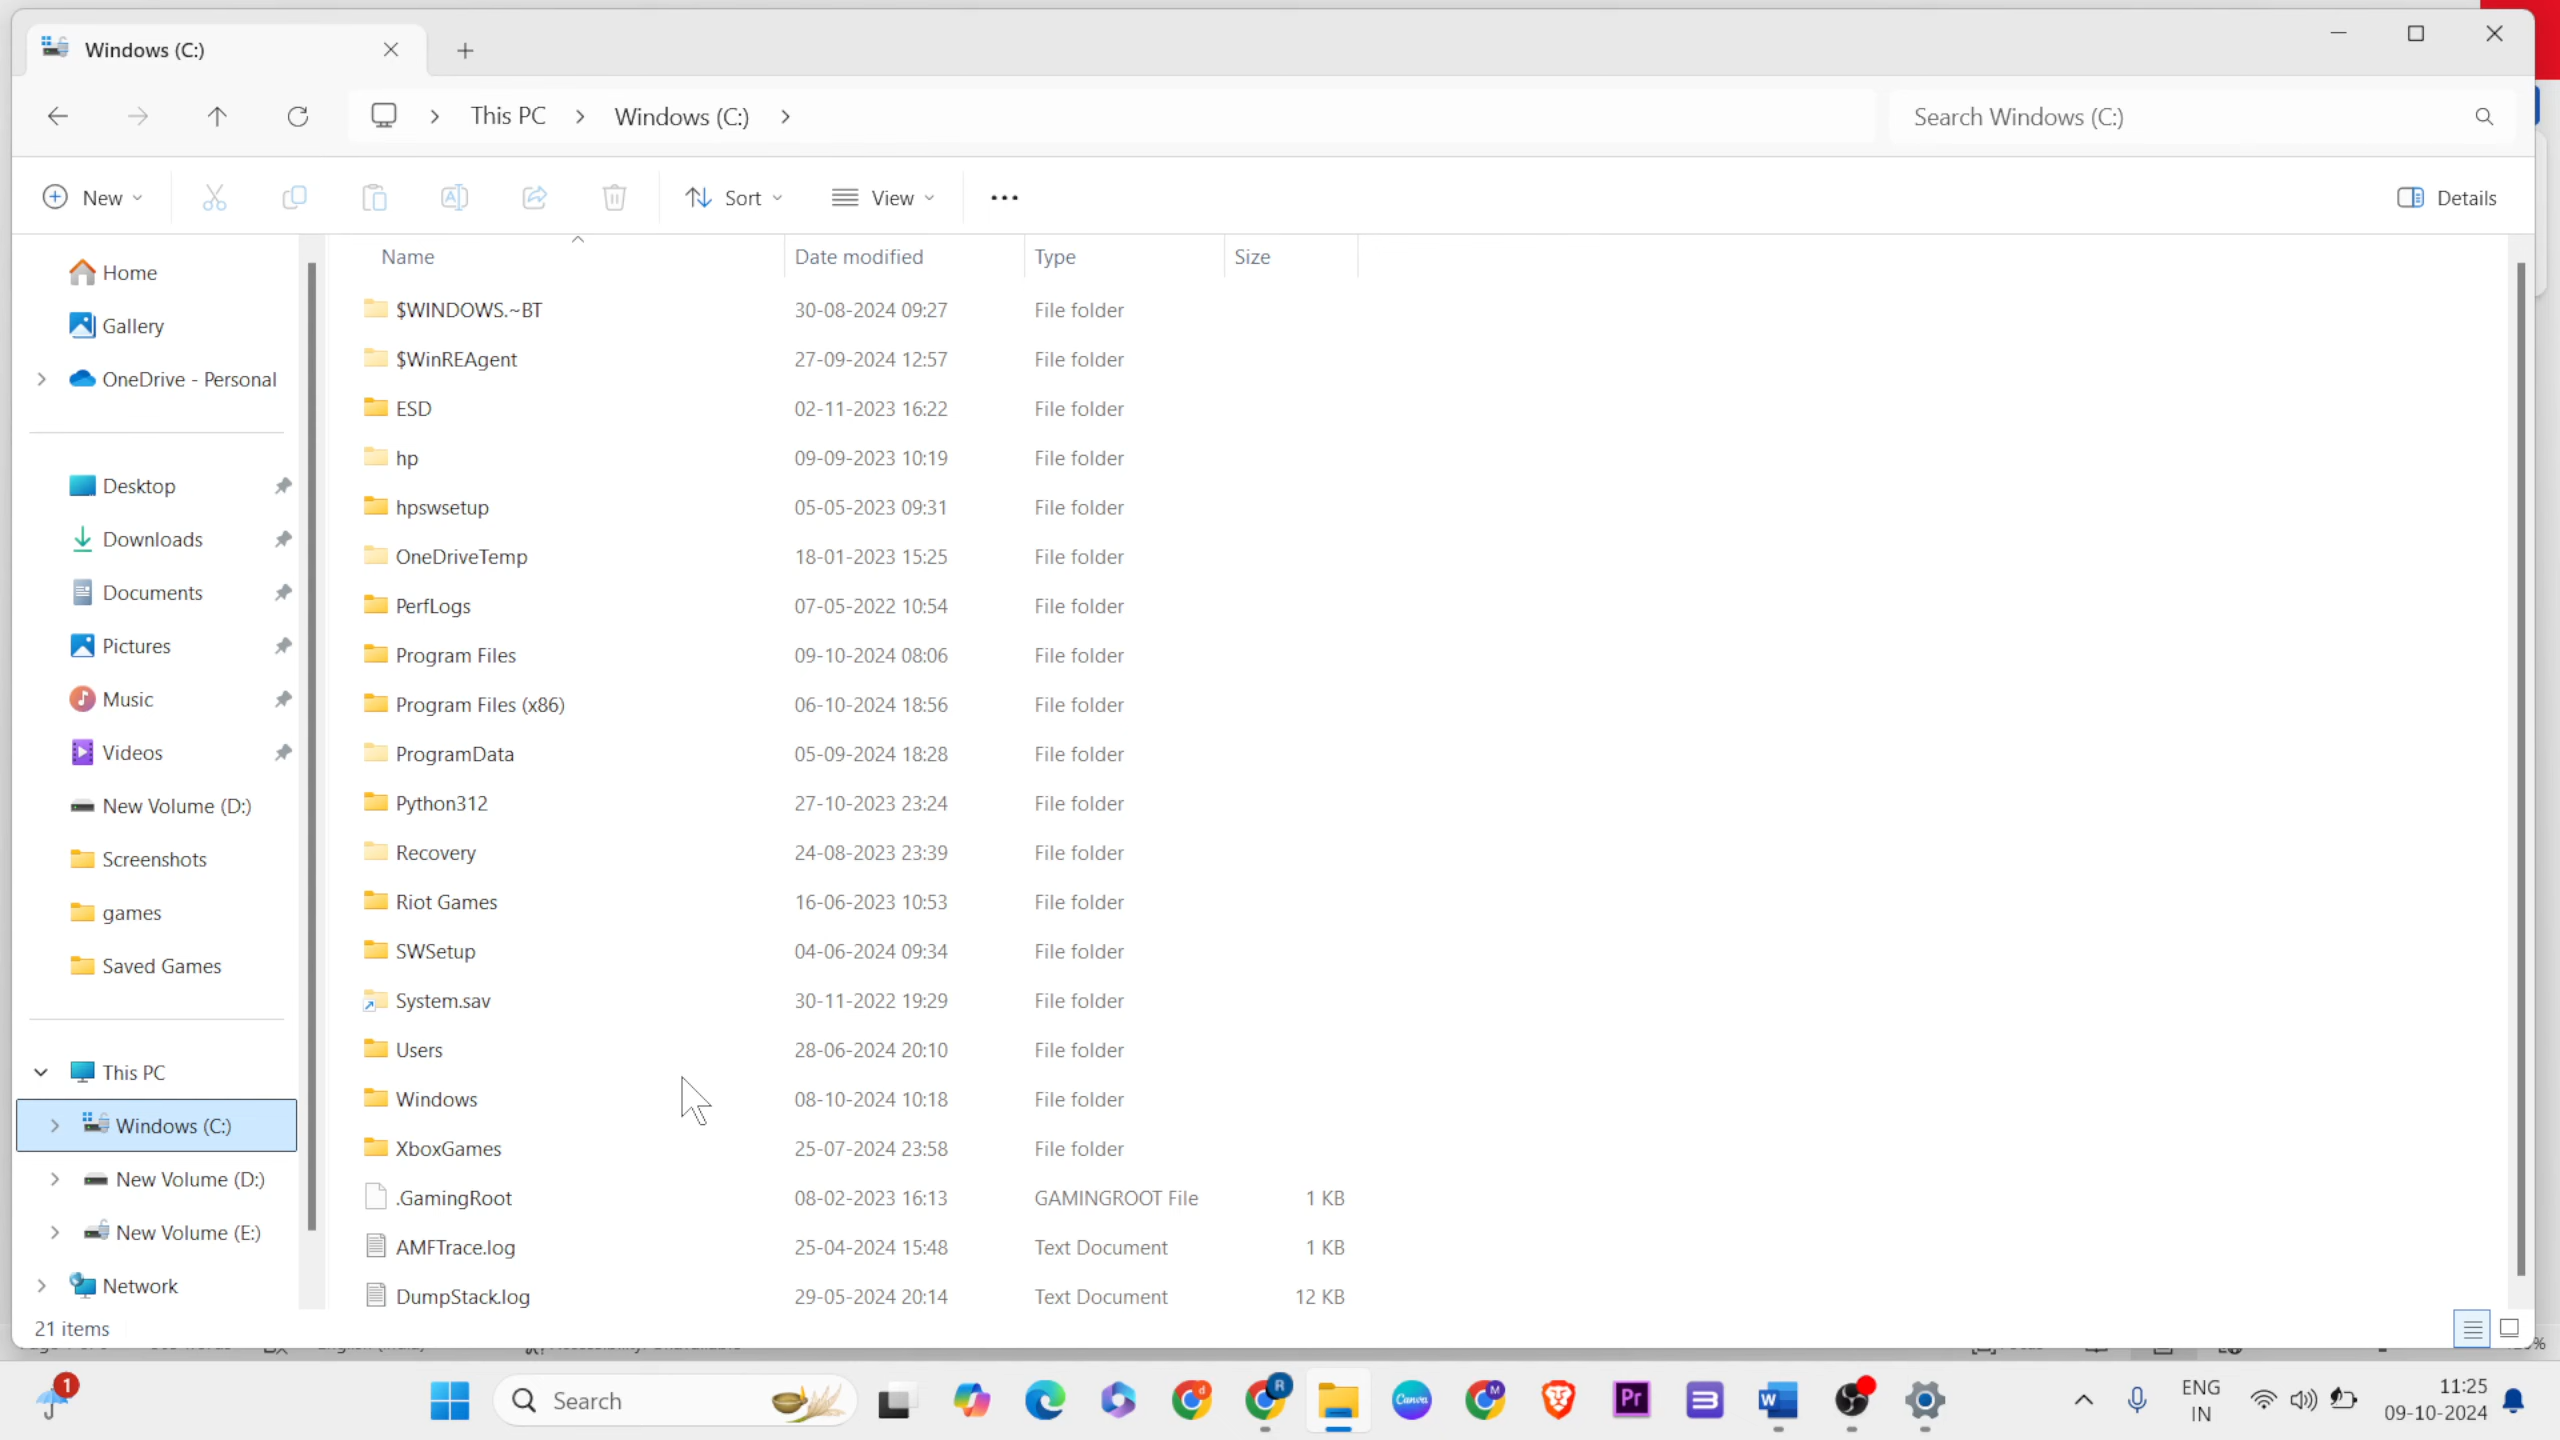 Windows (C:)
This PC
Windows (C:)
Search Windows (C:)
New
Sort
View
Details
Name
Date modified
Type
Size
Home
Gallery
OneDrive - Personal
Desktop
Downloads
Documents
Pictures
Music
Videos
New Volume (D:)
Screenshots
games
Saved Games
This PC
Windows (C:)
New Volume (D:)
New Volume (E:)
Network
$WINDOWS.~BT 30-08-2024 09:27 File folder
$WinREAgent 27-09-2024 12:57 File folder
ESD 02-11-2023 16:22 File folder
hp 09-09-2023 10:19 File folder
hpswsetup 05-05-2023 09:31 File folder
OneDriveTemp 18-01-2023 15:25 File folder
PerfLogs 07-05-2022 10:54 File folder
Program Files 09-10-2024 08:06 File folder
Program Files (x86) 06-10-2024 18:56 File folder
ProgramData 05-09-2024 18:28 File folder
Python312 27-10-2023 23:24 File folder
Recovery 24-08-2023 23:39 File folder
Riot Games 16-06-2023 10:53 File folder
SWSetup 04-06-2024 09:34 File folder
System.sav 30-11-2022 19:29 File folder
Users 28-06-2024 20:10 File folder
Windows 08-10-2024 10:18 File folder
XboxGames 25-07-2024 23:58 File folder
.GamingRoot 08-02-2023 16:13 GAMINGROOT File 1 KB
AMFTrace.log 25-04-2024 15:48 Text Document 1 KB
DumpStack.log 29-05-2024 20:14 Text Document 12 KB
21 items
1
Search
d
R
Canva
M
Pr
W
ENG
IN
11:25
09-10-2024